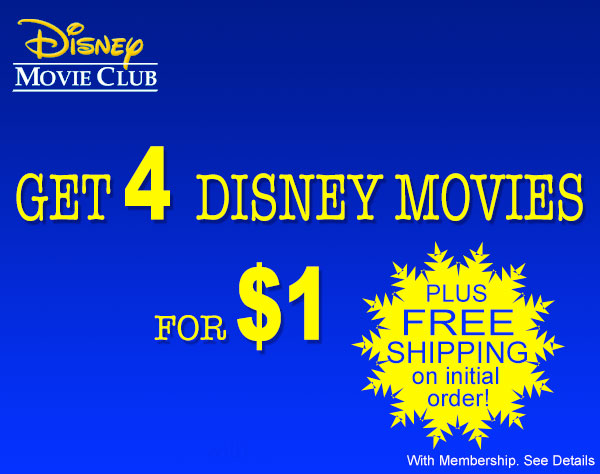 Disney
MOVIE CLUB
GET 4 DISNEY MOVIES
FOR $1
PLUS
FREE
SHIPPING
on initial
order!
With Membership. See Details